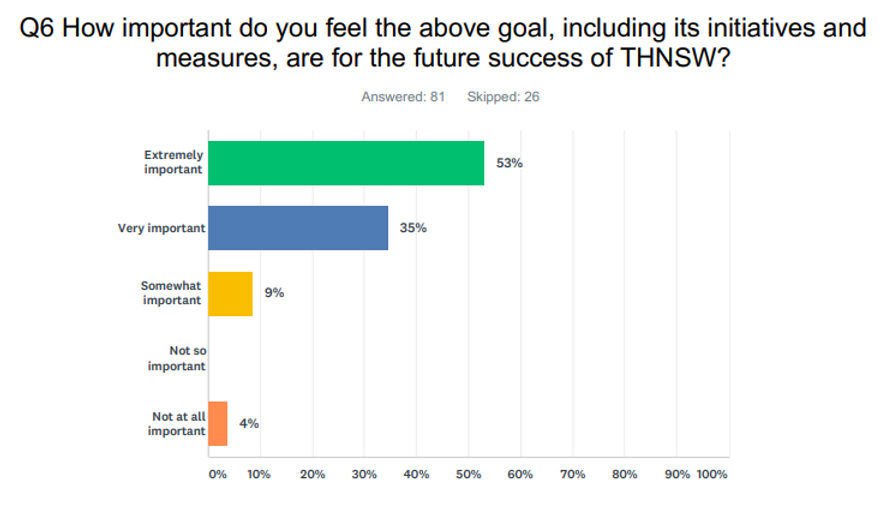 Q6 How important do you feel the above goal, including its initiatives and
measures, are for the future success of THNSW?
Answered: 81 Skipped: 26
Extremely
important
53%
Very important
35%
Somewhat
important
9%
Not so
important
Not at all
important
4%
0% 10% 20% 30% 40% 50% 60% 70% 80% 90% 100%